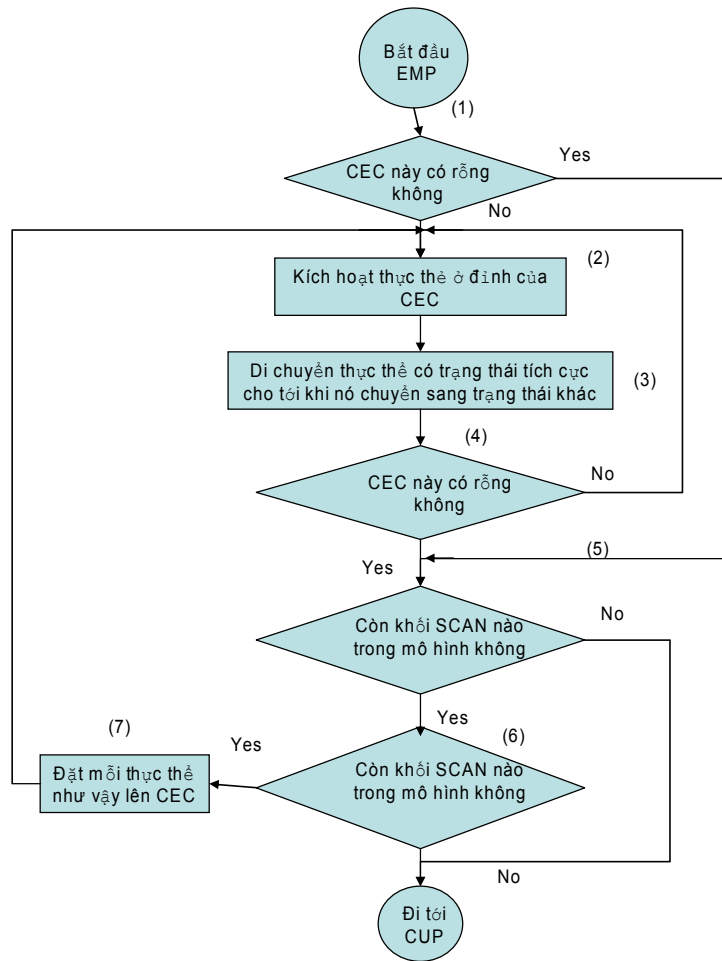 Bắt đầu
EMP
(1)
CEC này có rỗng
không
Yes
No
(2)
Kích hoạt thực thẻ ở đỉnh của
CEC
Di chuyển thực thể có trạng thái tích cực
cho tới khi nó chuyển sang trạng thái khác
(3)
(4)
CEC này có rỗng
không
No
Yes
(5)
Còn khối SCAN nào
trong mô hình không
No
Yes
(6)
Còn khối SCAN nào
trong mô hình không
Yes
(7)
Đặt mỗi thực thể
như vậy lên CEC
No
Đi tới
CUP